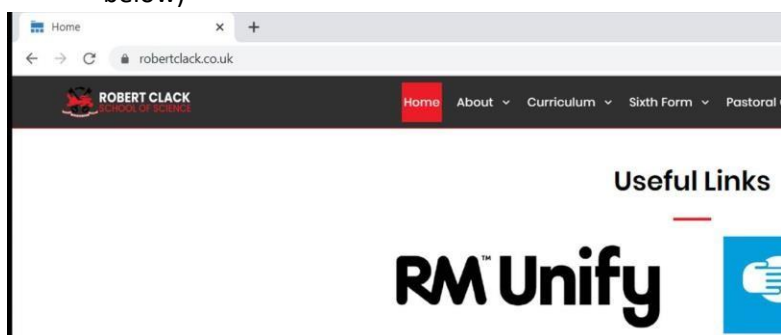 below)
Home
robertclack.co.uk
ROBERT CLACK
SCHOOL OF SCIENCE
Home About Curriculum Sixth Form Pastoral
Useful Links
RM™ Unify